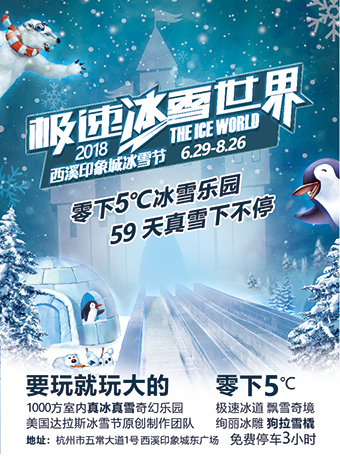 极速冰雪世界
THE ICE WORLD
2018
西溪印象城冰雪节 6.29-8.26
零下5℃冰雪乐园
59天真雪下不停
要玩就玩大的
1000方室内真冰真雪奇幻乐园
美国达拉斯冰雪节原创制作团队
零下5℃
极速冰道 飘雪奇境
绚丽冰雕 狗拉雪橇
地址：杭州市五常大道1号 西溪印象城东广场
免费停车3小时